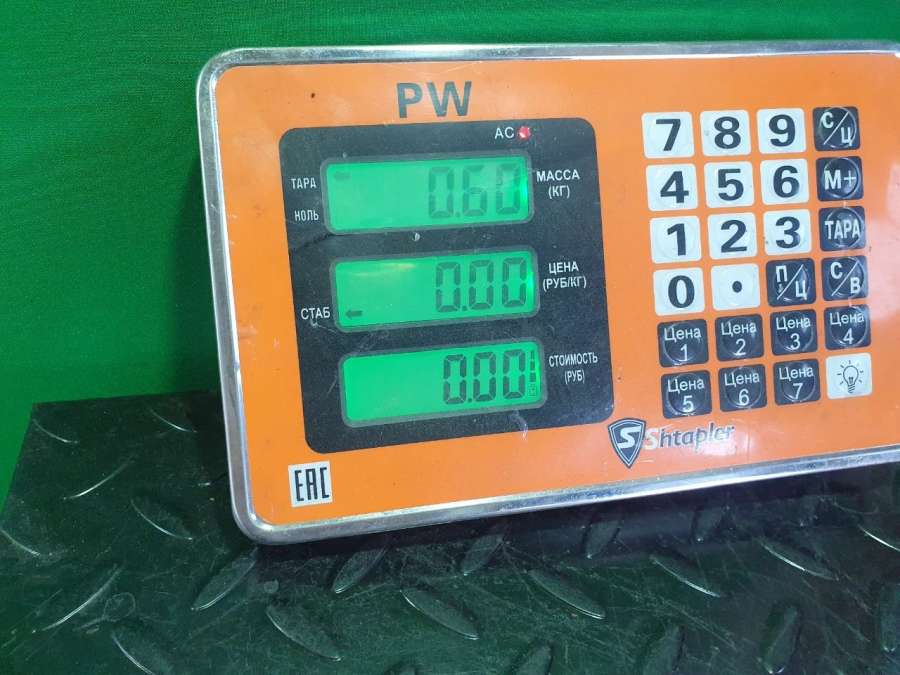 PW
AC
ТАРА
НОЛЬ
0.60
МАССА
(КГ)
СТАБ
0.00
ЦЕНА
(РУБ/КГ)
0.00
СТОИМОСТЬ
(РУБ)
Shtapler
EAC
7 8 9 С/Ц
4 5 6 М+
1 2 3 ТАРА
0 . П/Ц С/В
Цена 1 Цена 2 Цена 3 Цена 4
Цена 5 Цена 6 Цена 7